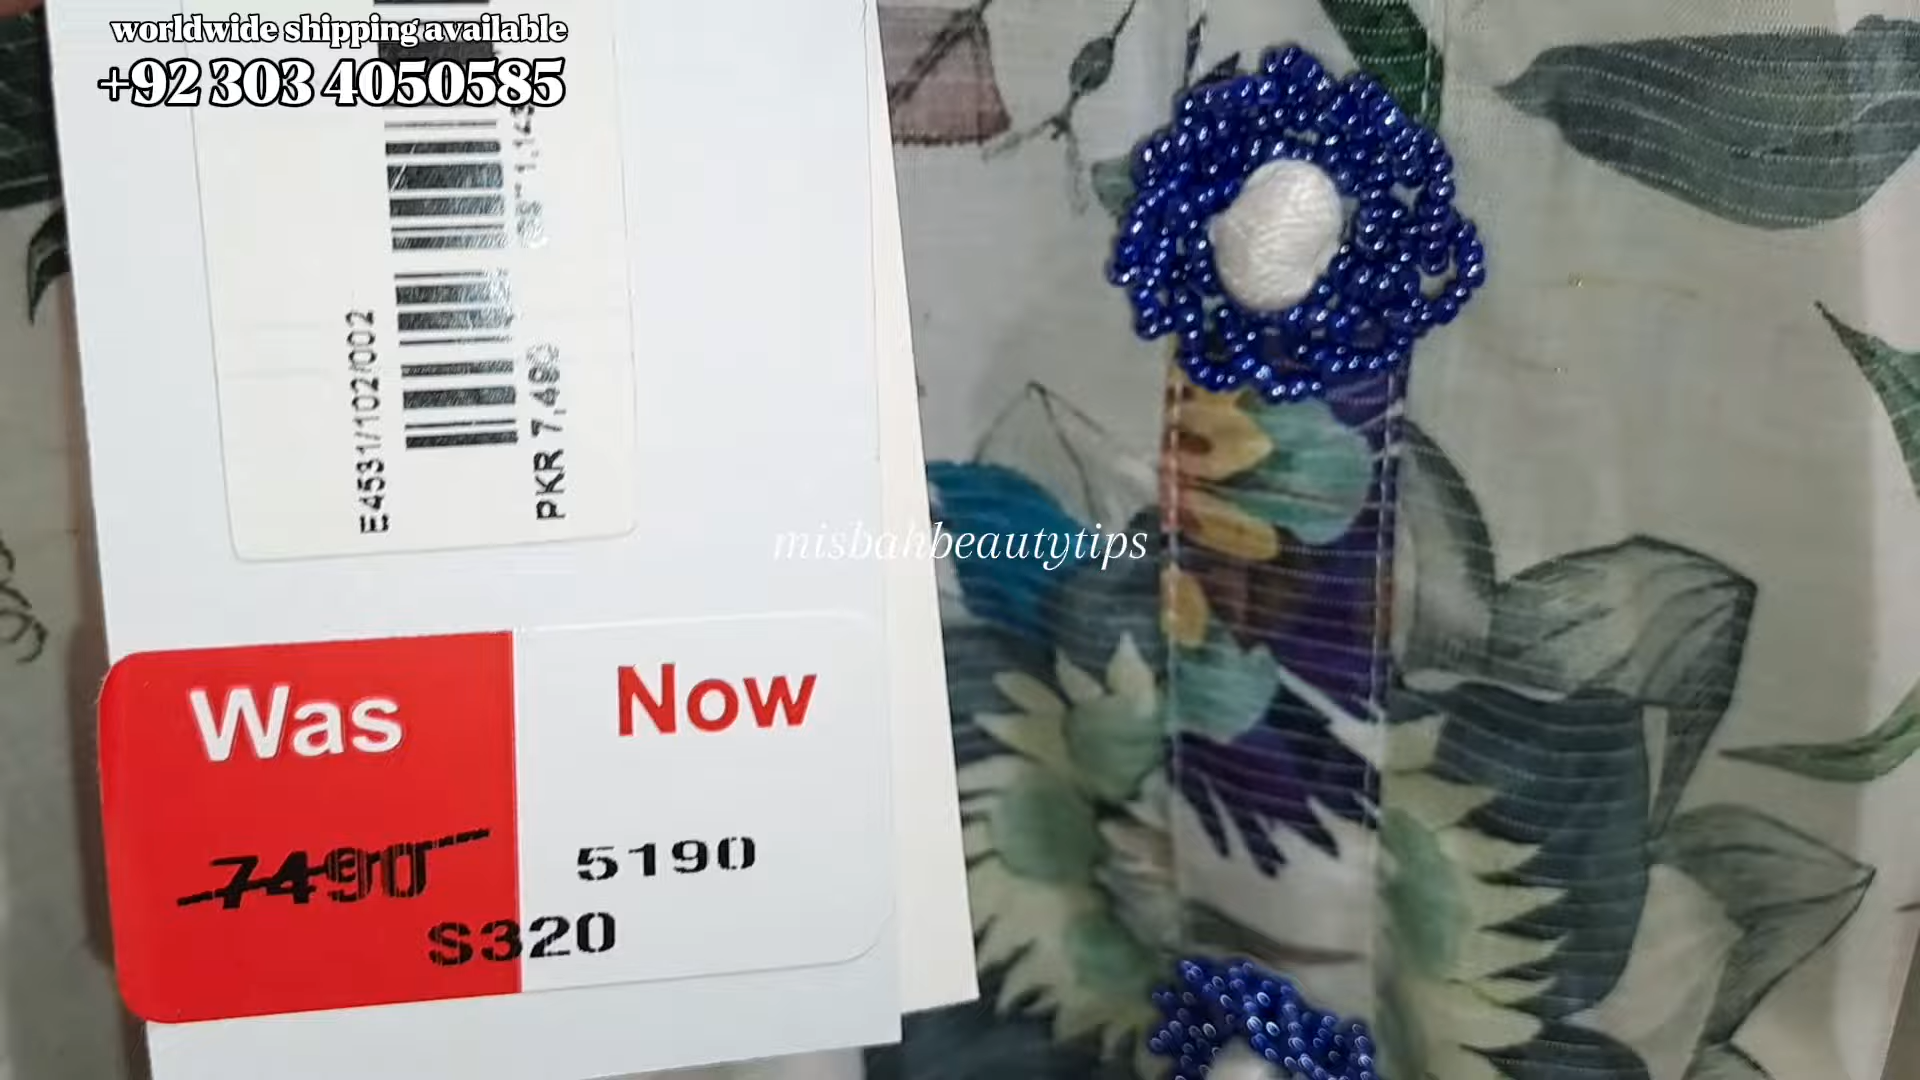 worldwide shipping available
+92 303 4050585
E4531/102/002
PKR 7,490
misbahbeautytips
Was
Now
7490
5190
S320